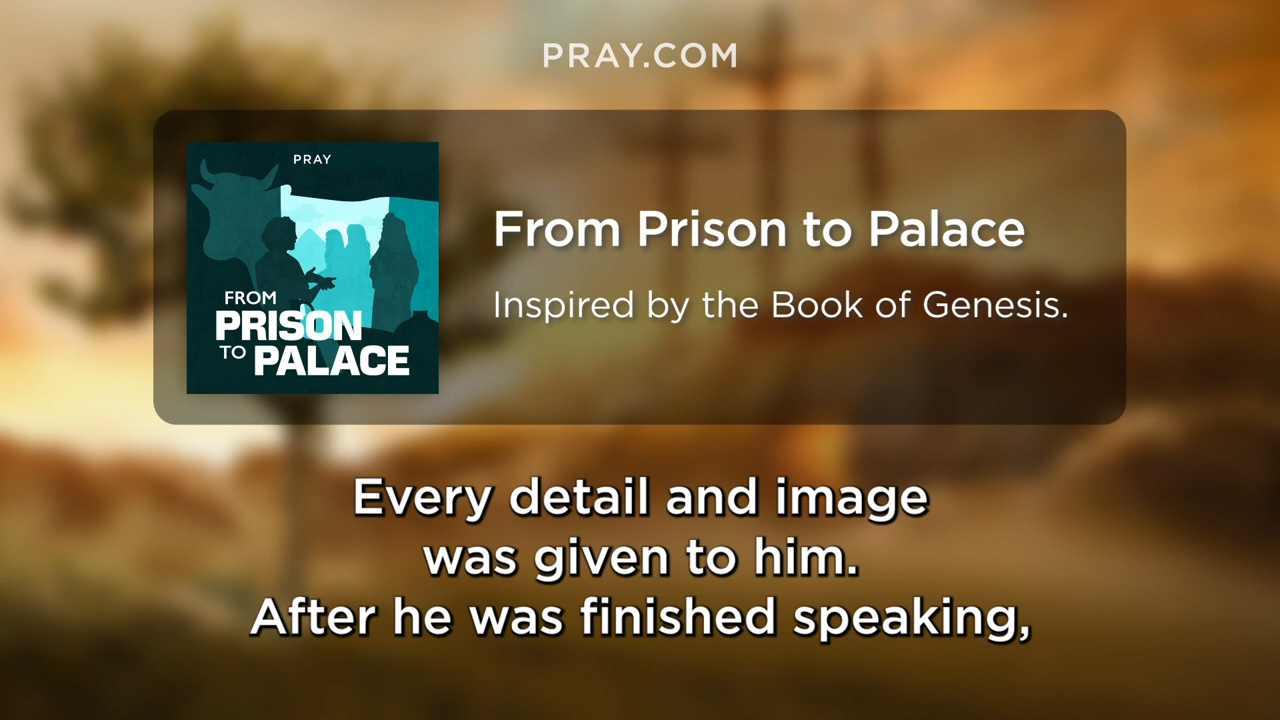 PRAY.COM
PRAY
FROM
PRISON
TO PALACE
From Prison to Palace
Inspired by the Book of Genesis.
Every detail and image
was given to him.
After he was finished speaking,